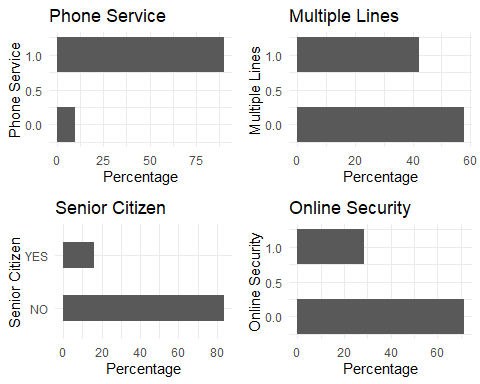 Phone Service
Phone Service
1.0
0.5
0.0
0 25 50 75
Percentage
Multiple Lines
Multiple Lines
1.0
0.5
0.0
0 20 40 60
Percentage
Senior Citizen
Senior Citizen
YES
NO
0 20 40 60 80
Percentage
Online Security
Online Security
1.0
0.5
0.0
0 20 40 60
Percentage